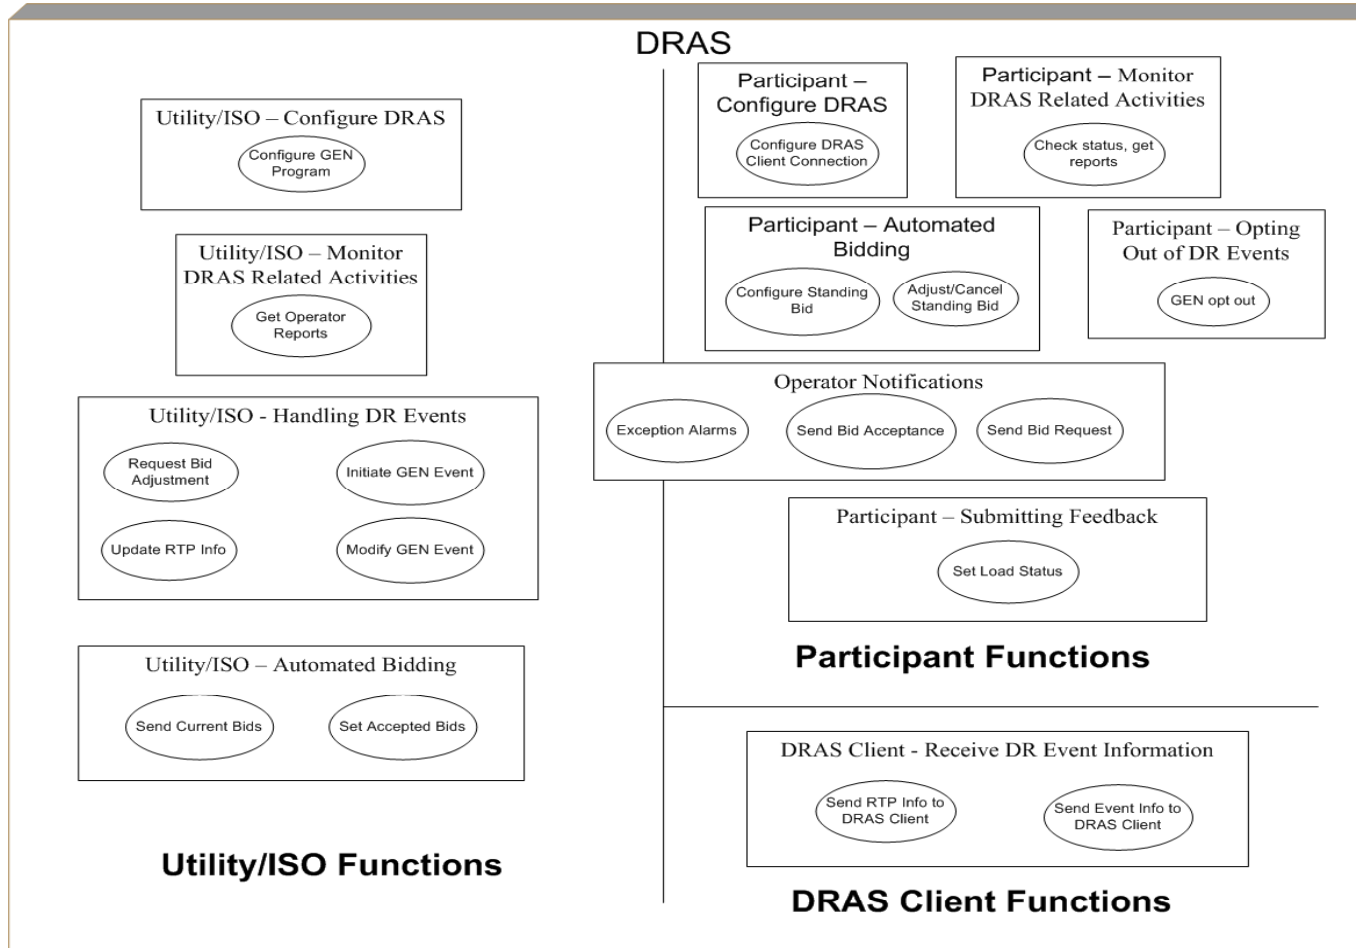 DRAS
Utility/ISO – Configure DRAS
Configure GEN
Program
Utility/ISO – Monitor
DRAS Related Activities
Get Operator
Reports
Utility/ISO - Handling DR Events
Request Bid
Adjustment
Initiate GEN Event
Update RTP Info
Modify GEN Event
Utility/ISO – Automated Bidding
Send Current Bids
Set Accepted Bids
Utility/ISO Functions
Participant –
Configure DRAS
Configure DRAS
Client Connection
Participant – Monitor
DRAS Related Activities
Check status, get
reports
Participant – Automated
Bidding
Configure Standing
Bid
Adjust/Cancel
Standing Bid
Participant – Opting
Out of DR Events
GEN opt out
Operator Notifications
Exception Alarms
Send Bid Acceptance
Send Bid Request
Participant – Submitting Feedback
Set Load Status
Participant Functions
DRAS Client - Receive DR Event Information
Send RTP Info to
DRAS Client
Send Event Info to
DRAS Client
DRAS Client Functions